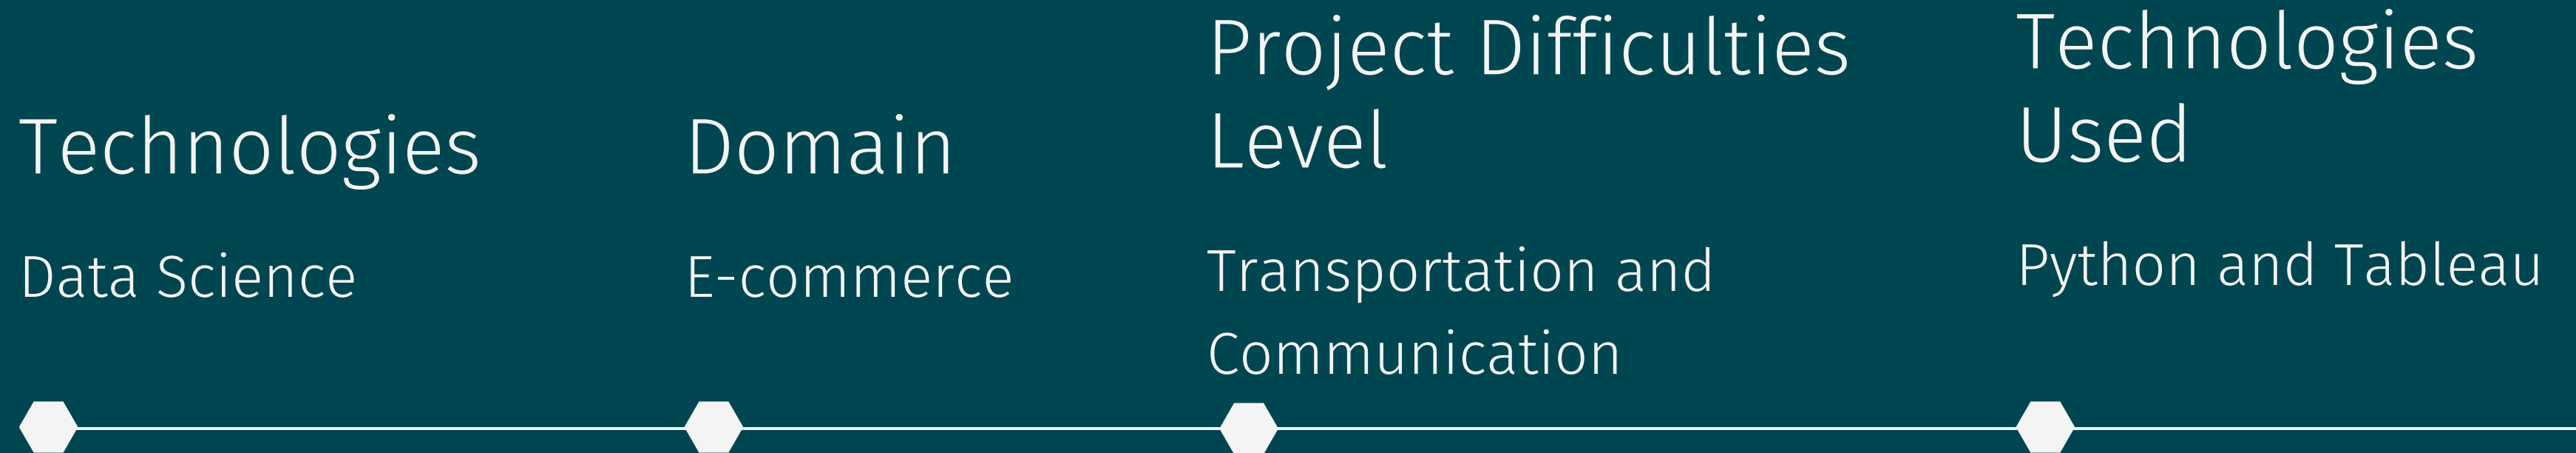 Technologies
Data Science
Domain
E-commerce
Project Difficulties
Level
Transportation and
Communication
Technologies
Used
Python and Tableau